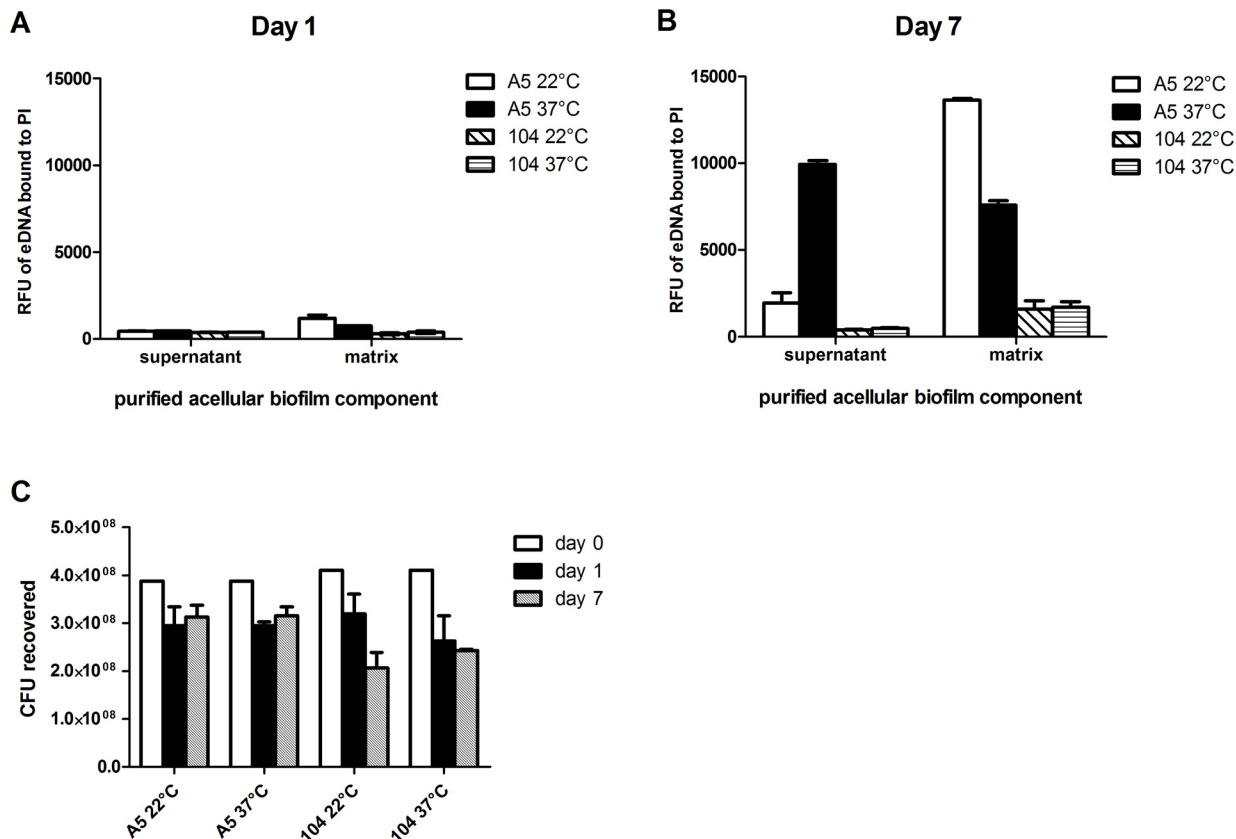 A
Day 1
RFU of eDNA bound to PI
15000
10000
5000
0
supernatant
matrix
purified acellular biofilm component
A5 22°C
A5 37°C
104 22°C
104 37°C
B
Day 7
RFU of eDNA bound to PI
15000
10000
5000
0
supernatant
matrix
purified acellular biofilm component
A5 22°C
A5 37°C
104 22°C
104 37°C
C
CFU recovered
5.0×10⁰⁸
4.0×10⁰⁸
3.0×10⁰⁸
2.0×10⁰⁸
1.0×10⁰⁸
0.0
A5 22°C
A5 37°C
104 22°C
104 37°C
day 0
day 1
day 7